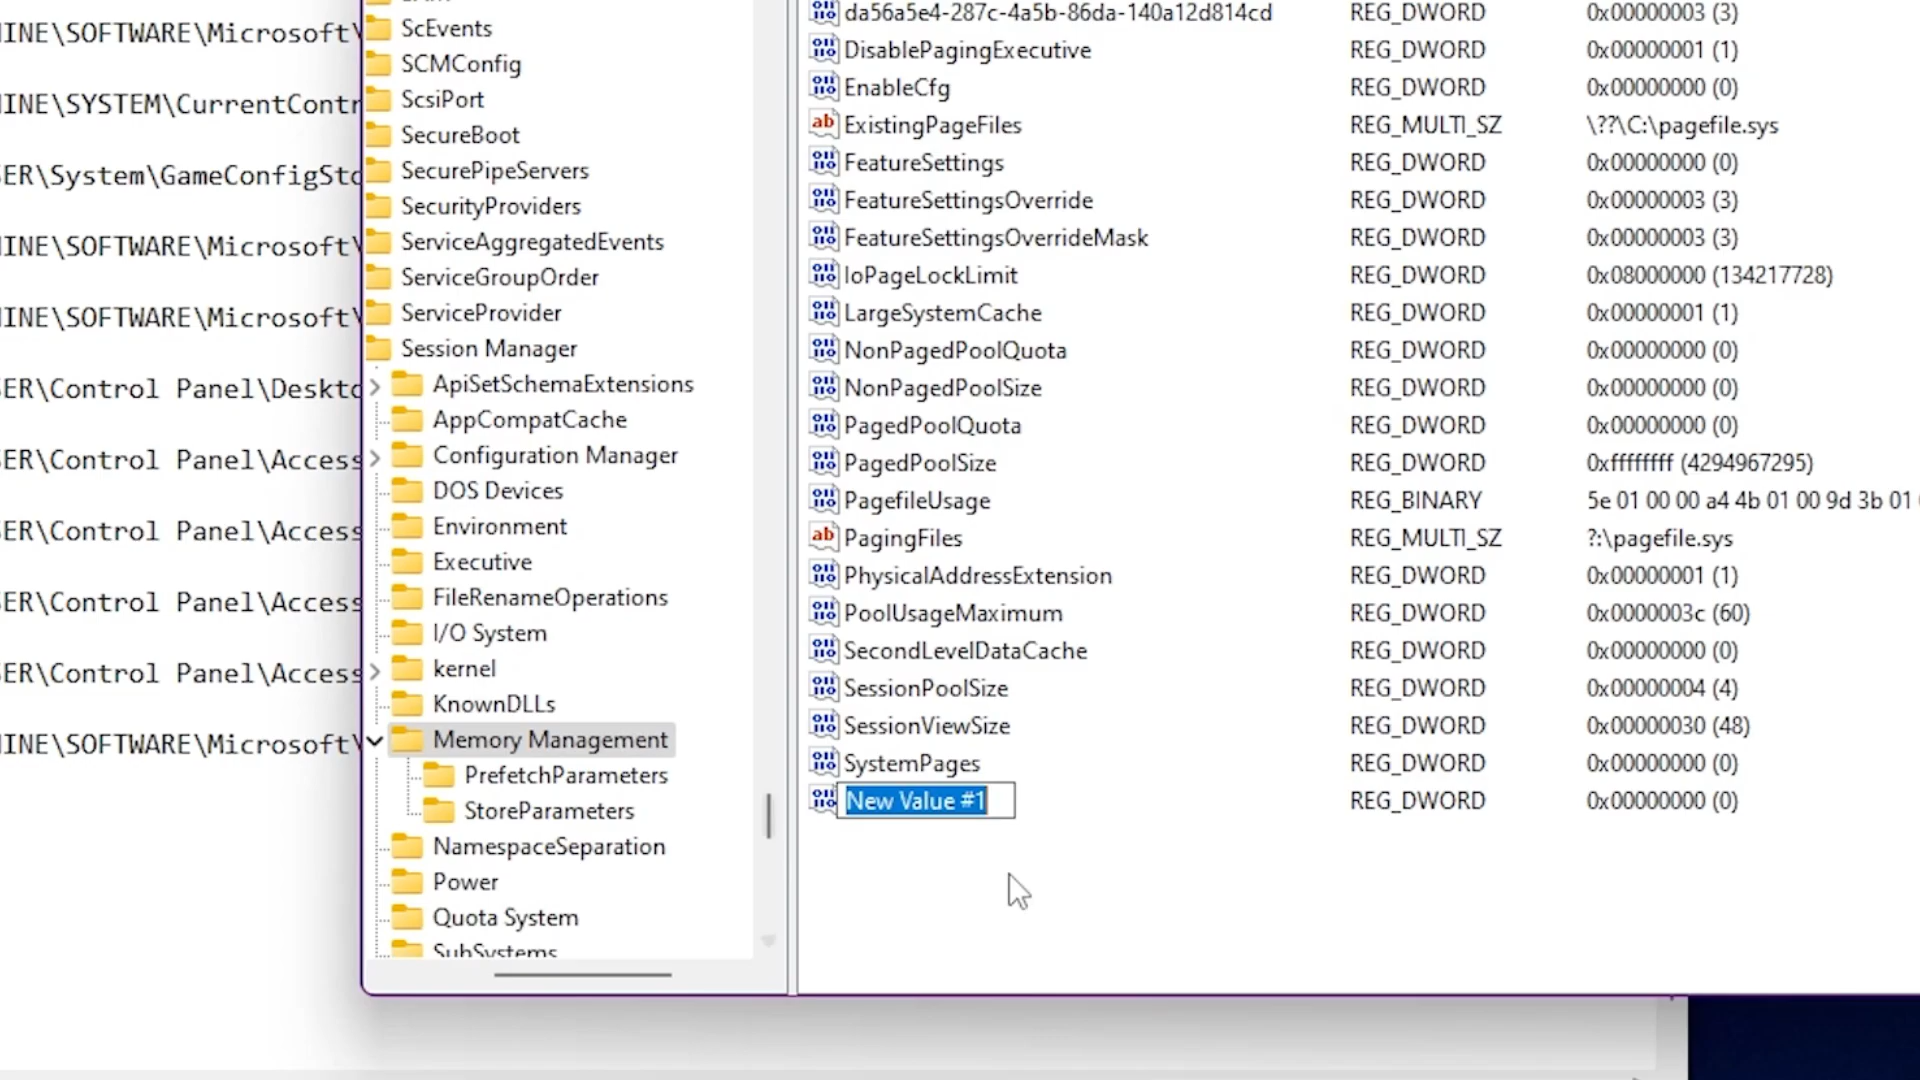 INE\SOFTWARE\Microsoft\
INE\SYSTEM\CurrentContr
ER\System\GameConfigSto
INE\SOFTWARE\Microsoft\
INE\SOFTWARE\Microsoft\
ER\Control Panel\Deskto
ER\Control Panel\Access
ER\Control Panel\Access
ER\Control Panel\Access
ER\Control Panel\Access
INE\SOFTWARE\Microsoft\
ScEvents
SCMConfig
ScsiPort
SecureBoot
SecurePipeServers
SecurityProviders
ServiceAggregatedEvents
ServiceGroupOrder
ServiceProvider
Session Manager
ApiSetSchemaExtensions
AppCompatCache
Configuration Manager
DOS Devices
Environment
Executive
FileRenameOperations
I/O System
kernel
KnownDLLs
Memory Management
PrefetchParameters
StoreParameters
NamespaceSeparation
Power
Quota System
SubSystems
da56a5e4-287c-4a5b-86da-140a12d814cd REG_DWORD 0x00000003 (3)
DisablePagingExecutive REG_DWORD 0x00000001 (1)
EnableCfg REG_DWORD 0x00000000 (0)
ExistingPageFiles REG_MULTI_SZ \??\C:\pagefile.sys
FeatureSettings REG_DWORD 0x00000000 (0)
FeatureSettingsOverride REG_DWORD 0x00000003 (3)
FeatureSettingsOverrideMask REG_DWORD 0x00000003 (3)
IoPageLockLimit REG_DWORD 0x08000000 (134217728)
LargeSystemCache REG_DWORD 0x00000001 (1)
NonPagedPoolQuota REG_DWORD 0x00000000 (0)
NonPagedPoolSize REG_DWORD 0x00000000 (0)
PagedPoolQuota REG_DWORD 0x00000000 (0)
PagedPoolSize REG_DWORD 0xffffffff (4294967295)
PagefileUsage REG_BINARY 5e 01 00 00 a4 4b 01 00 9d 3b 01
PagingFiles REG_MULTI_SZ ?:\pagefile.sys
PhysicalAddressExtension REG_DWORD 0x00000001 (1)
PoolUsageMaximum REG_DWORD 0x0000003c (60)
SecondLevelDataCache REG_DWORD 0x00000000 (0)
SessionPoolSize REG_DWORD 0x00000004 (4)
SessionViewSize REG_DWORD 0x00000030 (48)
SystemPages REG_DWORD 0x00000000 (0)
New Value #1 REG_DWORD 0x00000000 (0)